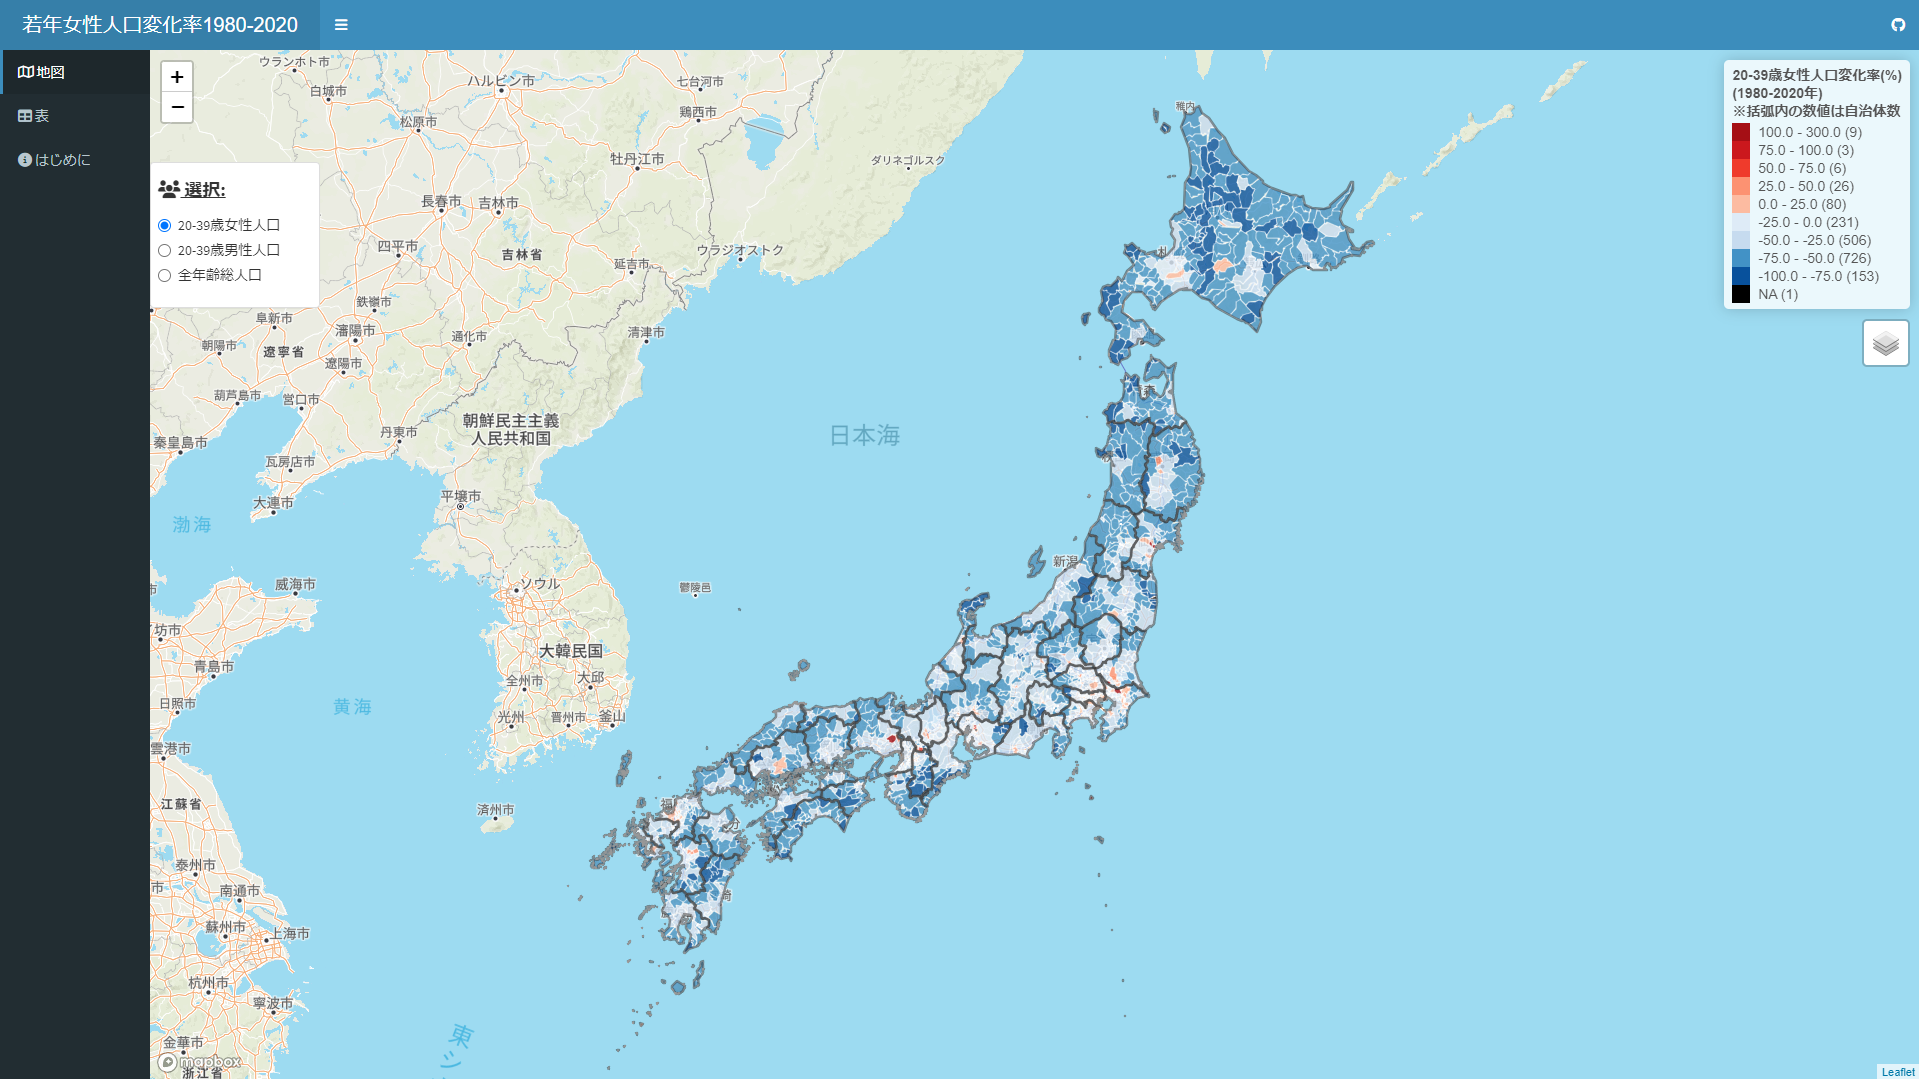 若年女性人口変化率1980-2020
地図
表
はじめに
+
−
選択:
20-39歳女性人口
20-39歳男性人口
全年齢総人口
20-39歳女性人口変化率(%)
(1980-2020年)
※括弧内の数値は自治体数
100.0 - 300.0 (9)
75.0 - 100.0 (3)
50.0 - 75.0 (6)
25.0 - 50.0 (26)
0.0 - 25.0 (80)
-25.0 - 0.0 (231)
-50.0 - -25.0 (506)
-75.0 - -50.0 (726)
-100.0 - -75.0 (153)
NA (1)
ウランホト市
白城市
ハルビン市
七台河市
鶏西市
松原市
牡丹江市
ダリネゴルスク
稚内
長春市
吉林市
四平市
吉林省
延吉市
ウラジオストク
札
鉄嶺市
阜新市
瀋陽市
通化市
清津市
朝陽市
遼寧省
遼陽市
葫芦島市
営口市
森
朝鮮民主主義
人民共和国
丹東市
日本海
秦皇島市
瓦房店市
秋
大連市
平壌市
渤海
新潟
威海市
ソウル
鬱陵邑
市
坊市
大韓民国
青島市
全州市
大邱
日照市
黄海
光州
晋州市
釜山
雲港市
江蘇省
済州市
福
分
泰州市
市
南通市
崎
蘇州市
上海市
杭州市
寧波市
東シ
金華市
mapbox
浙江省
Leaflet